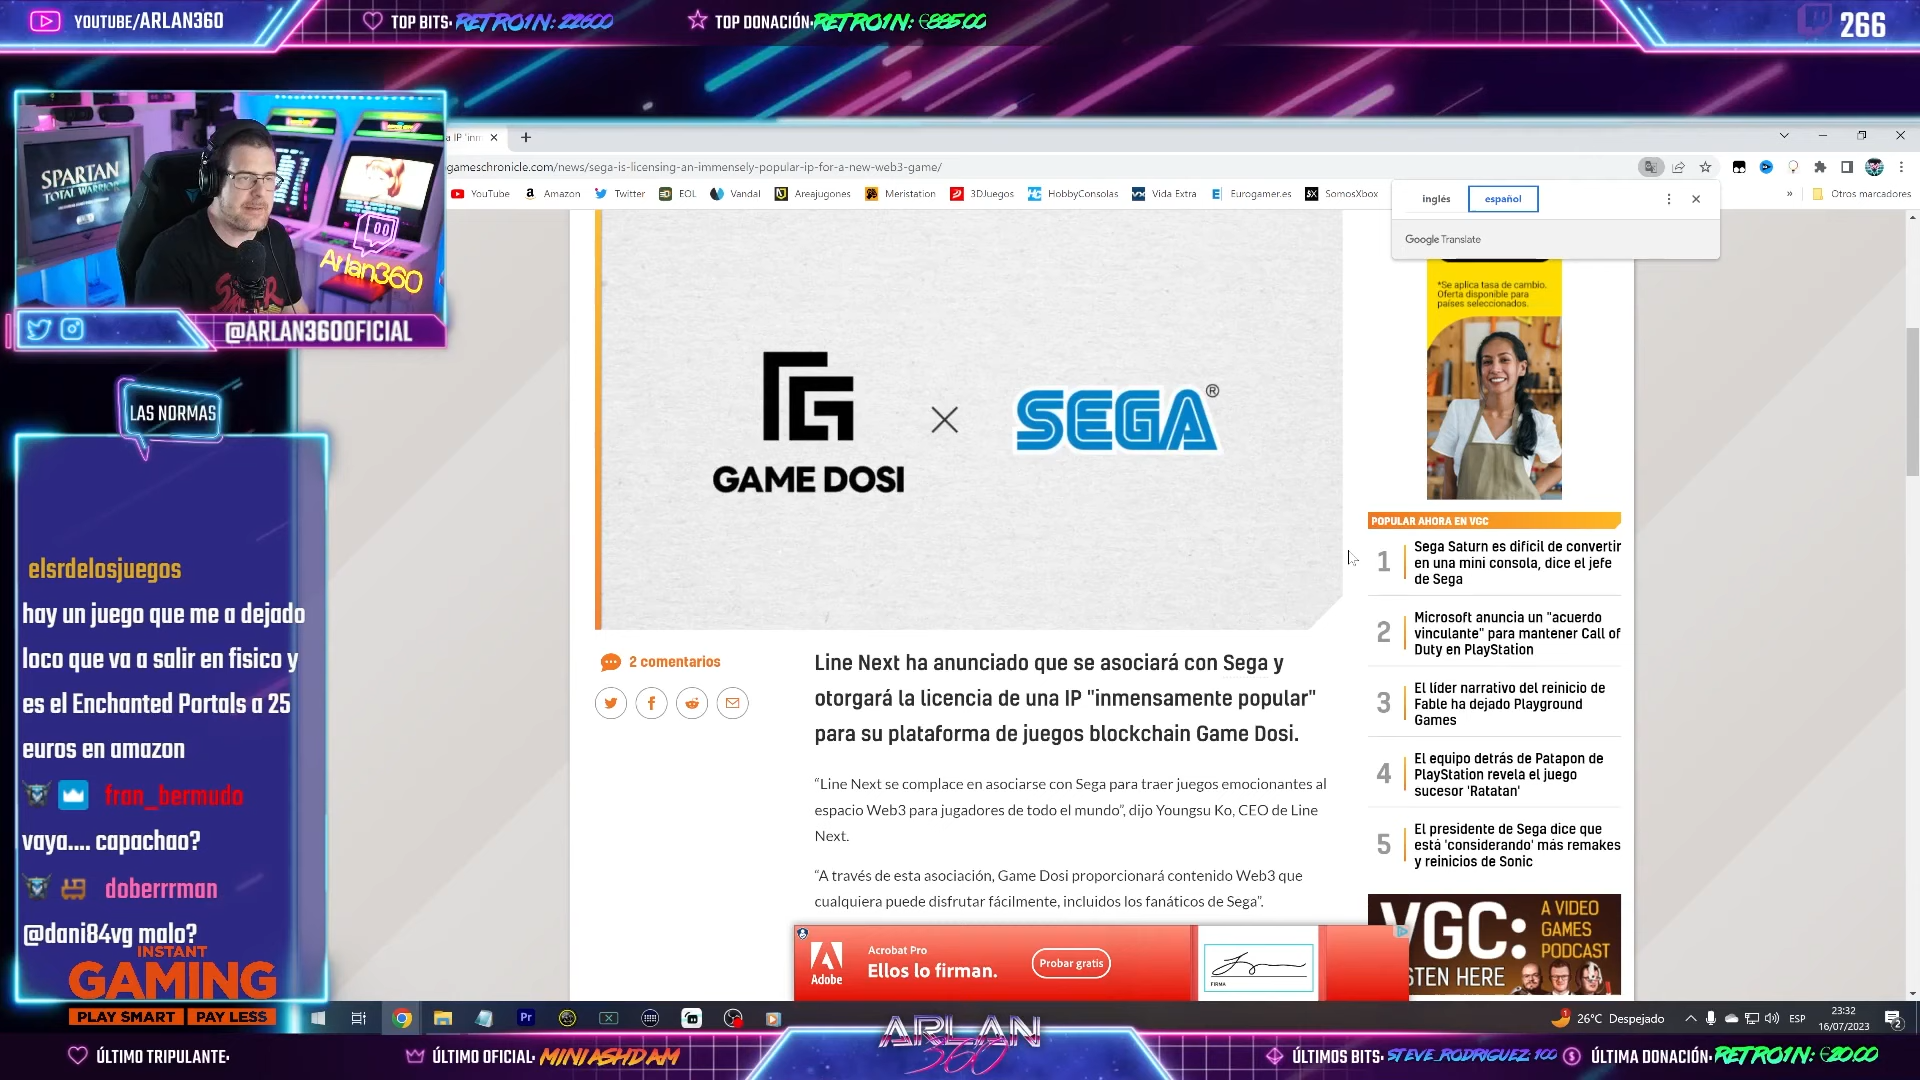 YOUTUBE/ARLAN360
TOP BITS: RETRO1N: 22600
TOP DONACIÓN: RETRO1N: €885.00
266
SPARTAN
TOTAL WARRIOR
Arlan360
@ARLAN360OFICIAL
LAS NORMAS
elsrdelosjuegos
hay un juego que me a dejado
loco que va a salir en fisico y
es el Enchanted Portals a 25
euros en amazon
fran_bermudo
vaya.... capachao?
doberrrman
@dani84vg malo?
INSTANT
GAMING
PLAY SMART PAY LESS
gameschronicle.com/news/sega-is-licensing-an-immensely-popular-ip-for-a-new-web3-game/
YouTube Amazon Twitter EOL Vandal Areajugones Meristation 3DJuegos HobbyConsolas Vida Extra Eurogamer.es SomosXbox » Otros marcadores
inglés español
Google Translate
GAME DOSI
SEGA®
*Se aplica tasa de cambio.
Oferta disponible para
países seleccionados.
2 comentarios
Line Next ha anunciado que se asociará con Sega y
otorgará la licencia de una IP "inmensamente popular"
para su plataforma de juegos blockchain Game Dosi.
“Line Next se complace en asociarse con Sega para traer juegos emocionantes al
espacio Web3 para jugadores de todo el mundo”, dijo Youngsu Ko, CEO de Line
Next.
“A través de esta asociación, Game Dosi proporcionará contenido Web3 que
cualquiera puede disfrutar fácilmente, incluidos los fanáticos de Sega”.
POPULAR AHORA EN VGC
1
Sega Saturn es difícil de convertir
en una mini consola, dice el jefe
de Sega
2
Microsoft anuncia un "acuerdo
vinculante" para mantener Call of
Duty en PlayStation
3
El líder narrativo del reinicio de
Fable ha dejado Playground
Games
4
El equipo detrás de Patapon de
PlayStation revela el juego
sucesor 'Ratatan'
5
El presidente de Sega dice que
está 'considerando' más remakes
y reinicios de Sonic
VGC: A VIDEO
GAMES
PODCAST
STEN HERE
Adobe
Acrobat Pro
Ellos lo firman.
Probar gratis
FIRMA
Pr
26°C Despejado
ESP
23:32
16/07/2023
2
ÚLTIMO TRIPULANTE:
ÚLTIMO OFICIAL: MINIASHDAM
ARLAN
360
ÚLTIMOS BITS: STEVE_RODRIGUEZ: 100
ÚLTIMA DONACIÓN: RETRO1N: €20.00